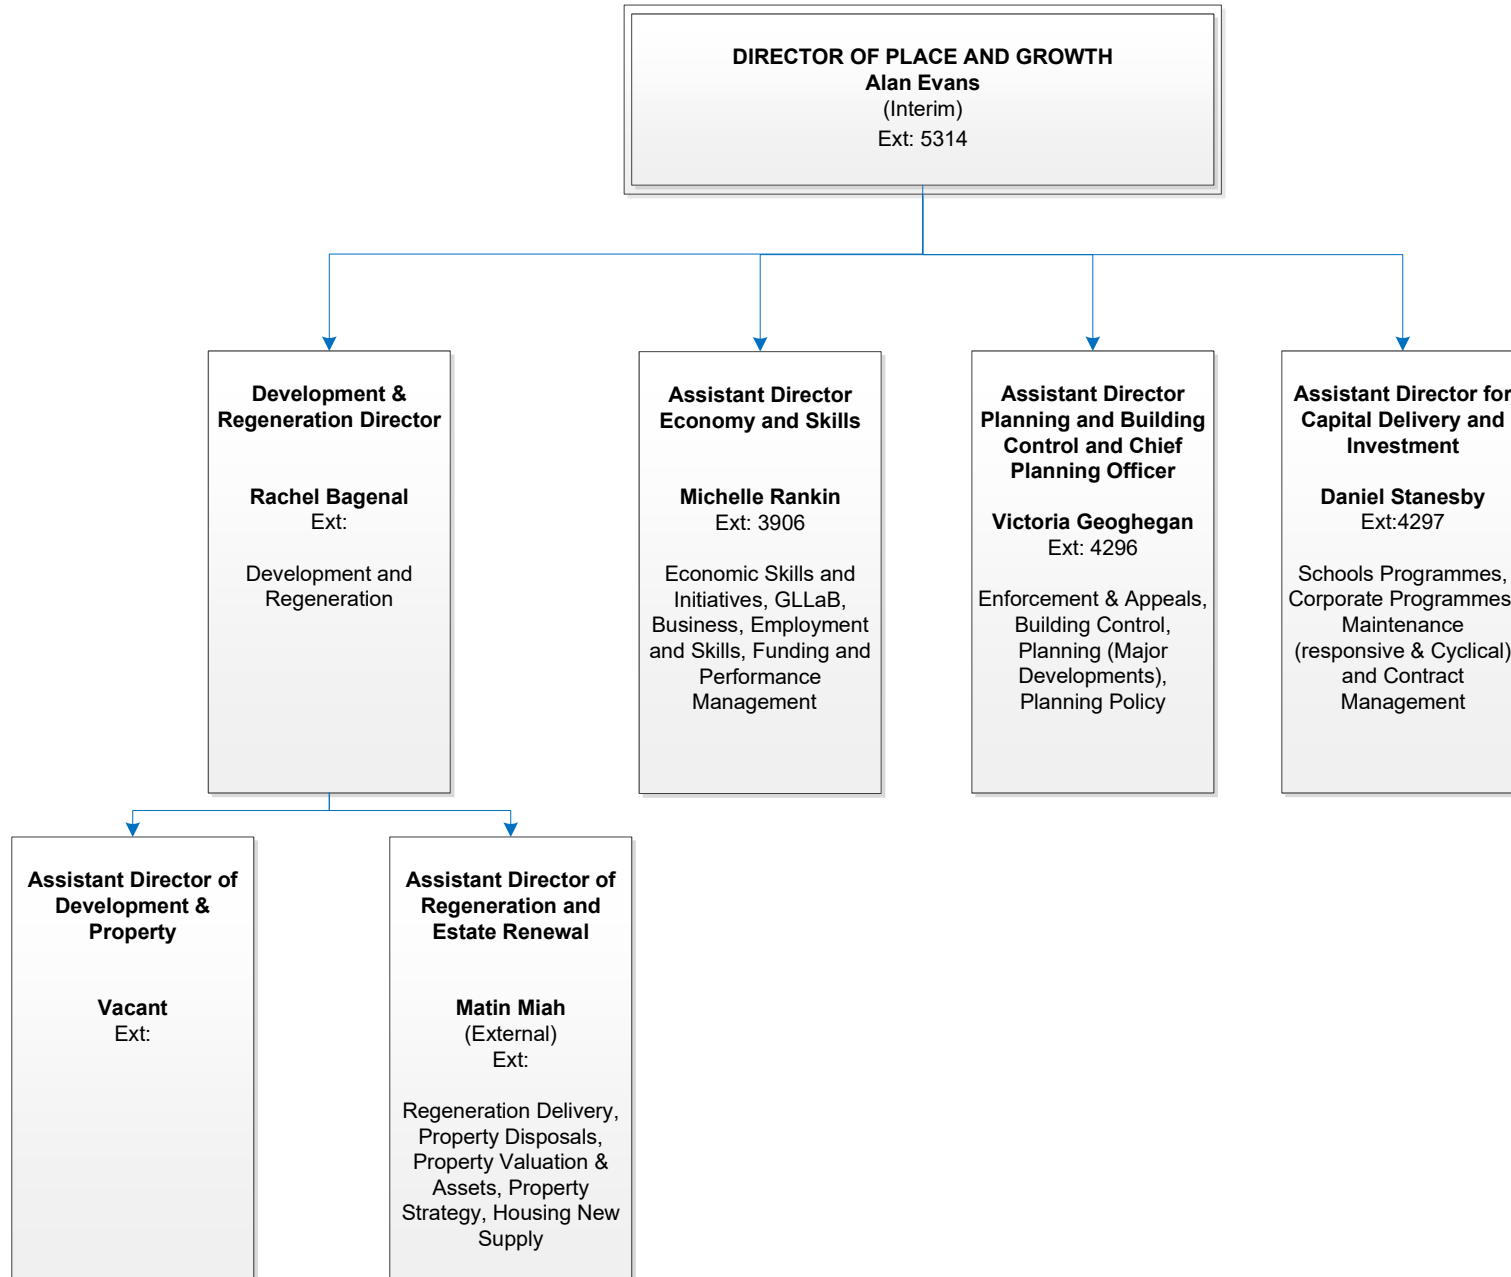 DIRECTOR OF PLACE AND GROWTH
Alan Evans
(Interim)
Ext: 5314
Development &
Regeneration Director
Rachel Bagenal
Ext:
Development and
Regeneration
Assistant Director
Economy and Skills
Michelle Rankin
Ext: 3906
Economic Skills and
Initiatives, GLLaB,
Business, Employment
and Skills, Funding and
Performance
Management
Assistant Director
Planning and Building
Control and Chief
Planning Officer
Victoria Geoghegan
Ext: 4296
Enforcement & Appeals,
Building Control,
Planning (Major
Developments),
Planning Policy
Assistant Director for
Capital Delivery and
Investment
Daniel Stanesby
Ext:4297
Schools Programmes,
Corporate Programmes
Maintenance
(responsive & Cyclical)
and Contract
Management
Assistant Director of
Development &
Property
Vacant
Ext:
Assistant Director of
Regeneration and
Estate Renewal
Matin Miah
(External)
Ext:
Regeneration Delivery,
Property Disposals,
Property Valuation &
Assets, Property
Strategy, Housing New
Supply